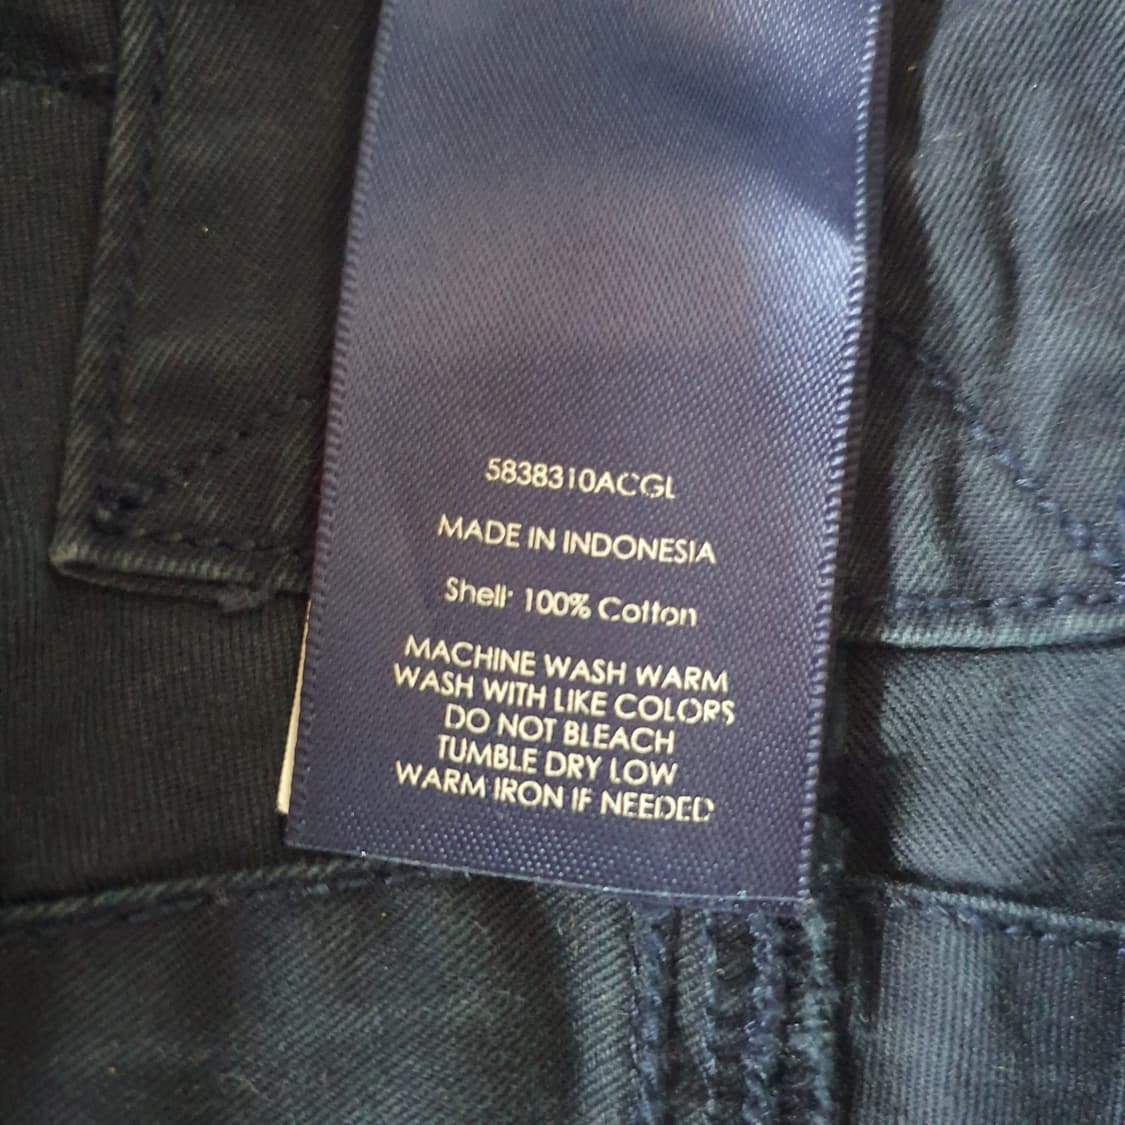 5838310ACGL
MADE IN INDONESIA
Shell: 100% Cotton
MACHINE WASH WARM
WASH WITH LIKE COLORS
DO NOT BLEACH
TUMBLE DRY LOW
WARM IRON IF NEEDED